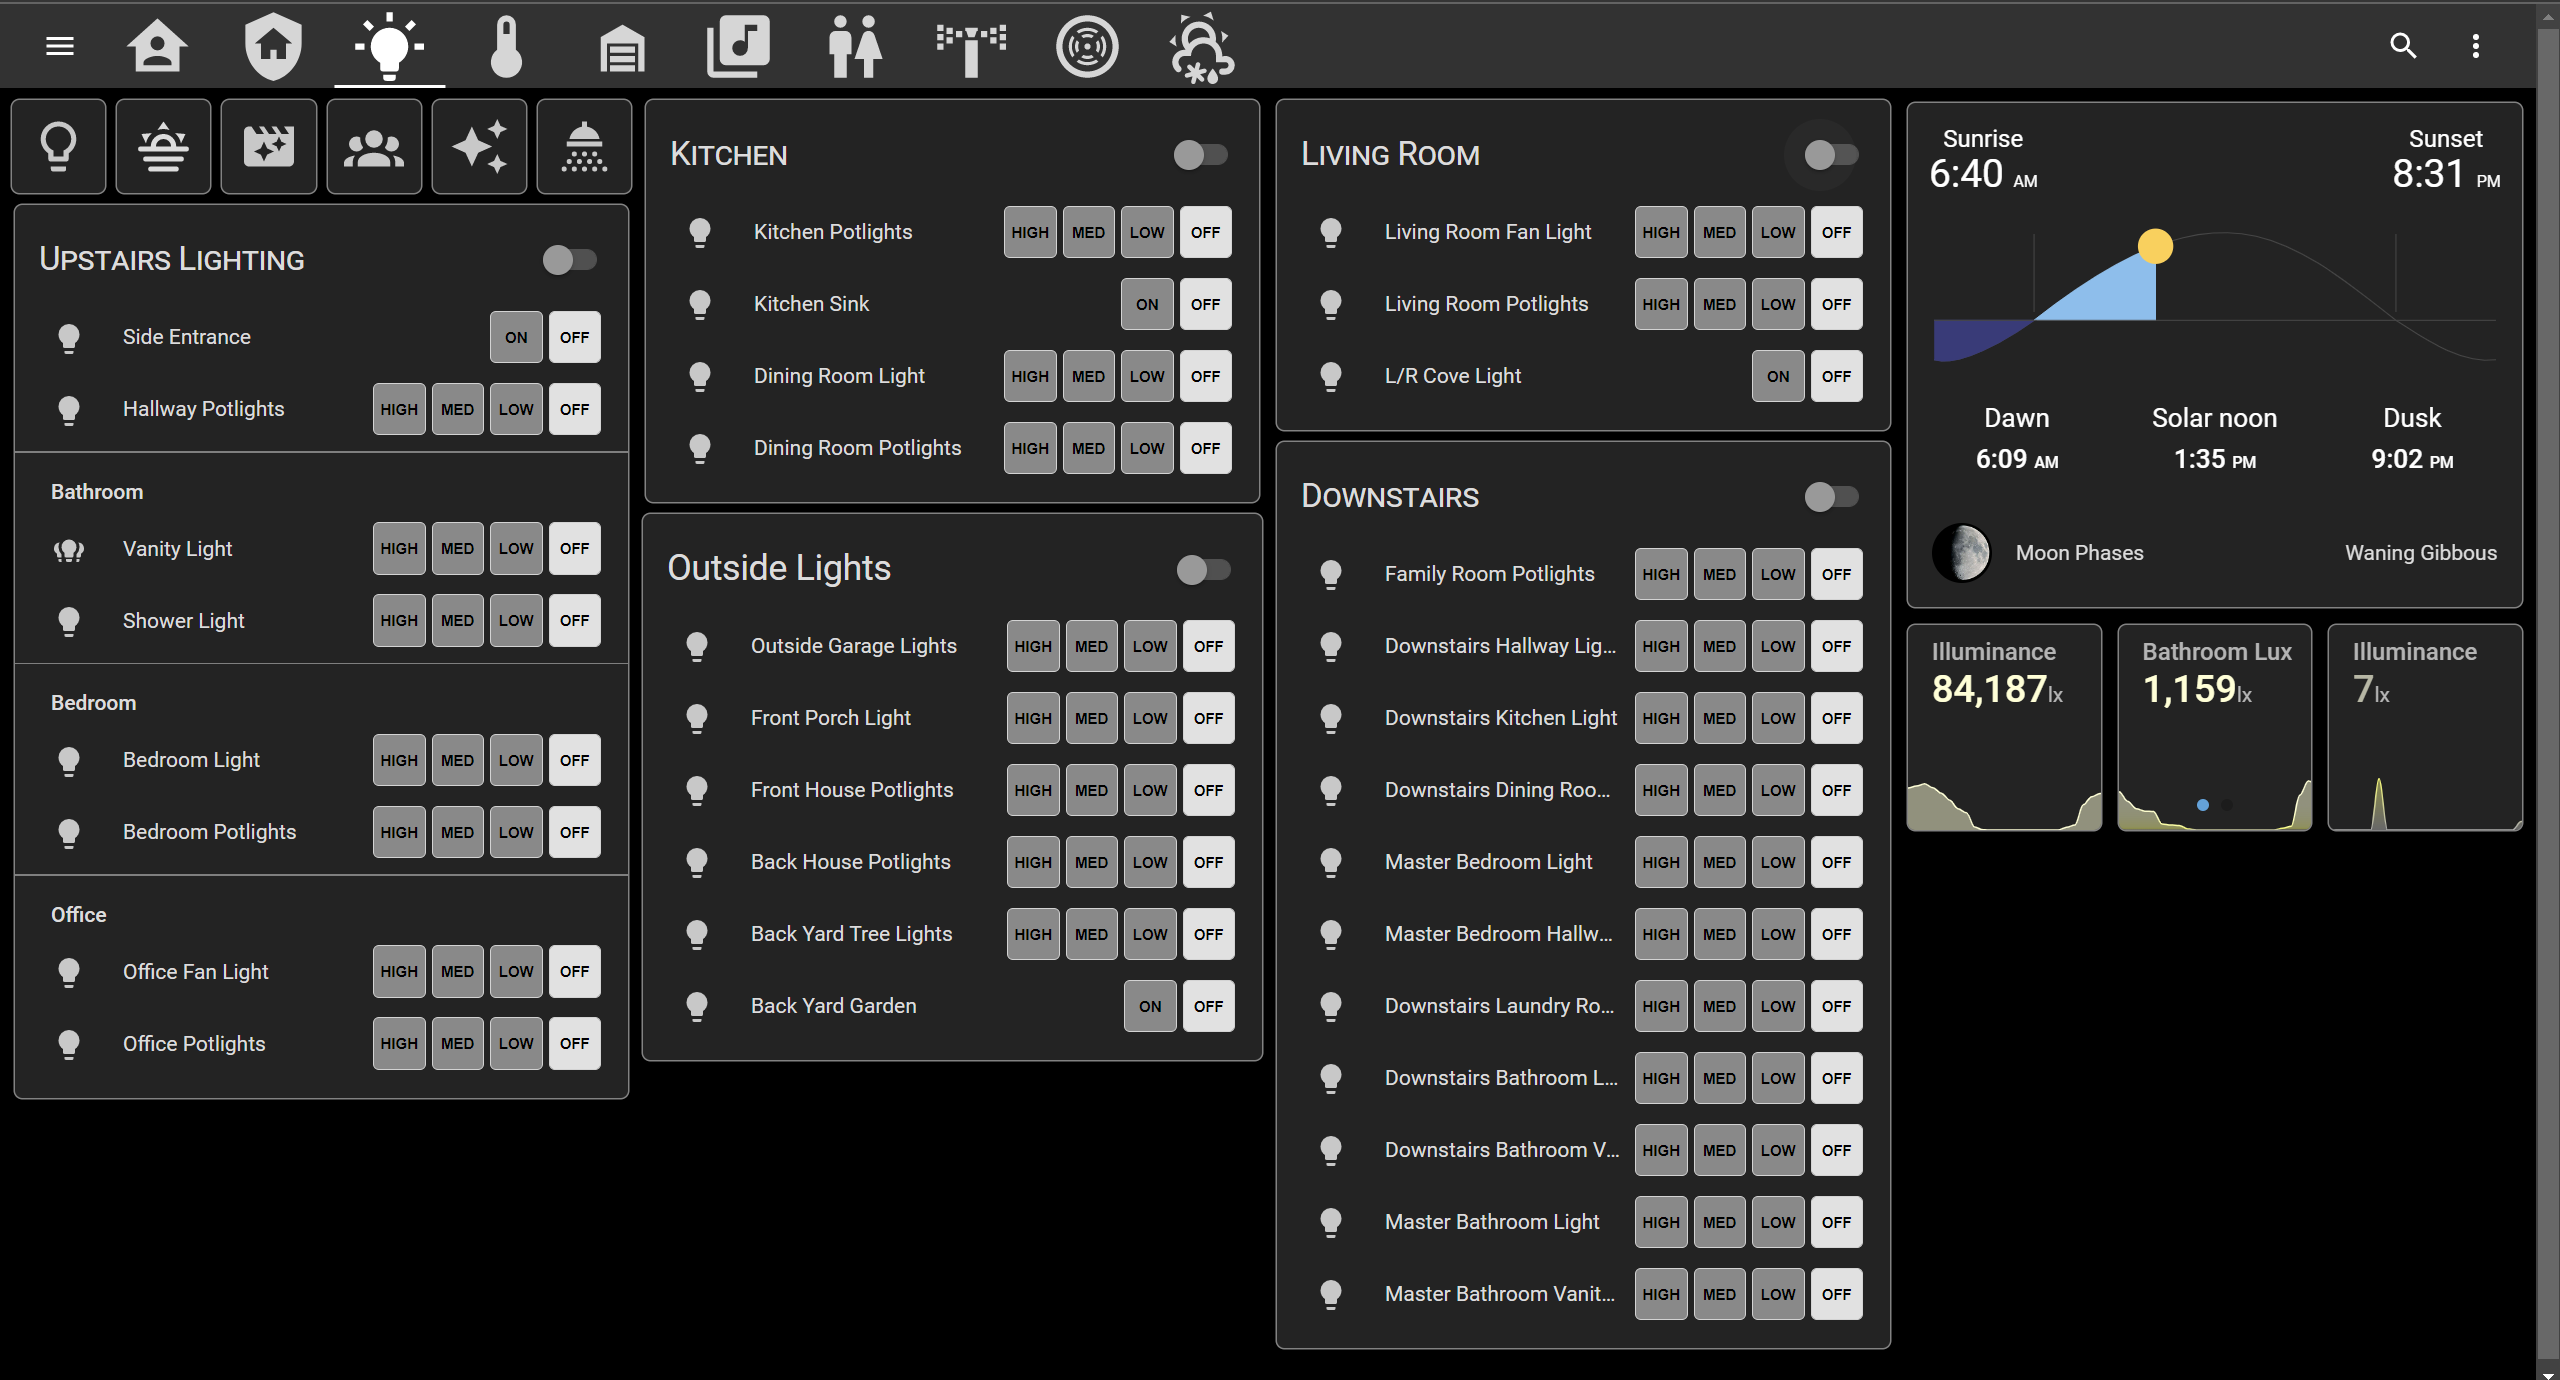 UPSTAIRS LIGHTING
Side Entrance ON OFF
Hallway Potlights HIGH MED LOW OFF
Bathroom
Vanity Light HIGH MED LOW OFF
Shower Light HIGH MED LOW OFF
Bedroom
Bedroom Light HIGH MED LOW OFF
Bedroom Potlights HIGH MED LOW OFF
Office
Office Fan Light HIGH MED LOW OFF
Office Potlights HIGH MED LOW OFF
KITCHEN
Kitchen Potlights HIGH MED LOW OFF
Kitchen Sink ON OFF
Dining Room Light HIGH MED LOW OFF
Dining Room Potlights HIGH MED LOW OFF
Outside Lights
Outside Garage Lights HIGH MED LOW OFF
Front Porch Light HIGH MED LOW OFF
Front House Potlights HIGH MED LOW OFF
Back House Potlights HIGH MED LOW OFF
Back Yard Tree Lights HIGH MED LOW OFF
Back Yard Garden ON OFF
LIVING ROOM
Living Room Fan Light HIGH MED LOW OFF
Living Room Potlights HIGH MED LOW OFF
L/R Cove Light ON OFF
DOWNSTAIRS
Family Room Potlights HIGH MED LOW OFF
Downstairs Hallway Lig... HIGH MED LOW OFF
Downstairs Kitchen Light HIGH MED LOW OFF
Downstairs Dining Roo... HIGH MED LOW OFF
Master Bedroom Light HIGH MED LOW OFF
Master Bedroom Hallw... HIGH MED LOW OFF
Downstairs Laundry Ro... HIGH MED LOW OFF
Downstairs Bathroom L... HIGH MED LOW OFF
Downstairs Bathroom V... HIGH MED LOW OFF
Master Bathroom Light HIGH MED LOW OFF
Master Bathroom Vanit... HIGH MED LOW OFF
Sunrise Sunset
6:40 AM 8:31 PM
Dawn Solar noon Dusk
6:09 AM 1:35 PM 9:02 PM
Moon Phases Waning Gibbous
Illuminance Bathroom Lux Illuminance
84,187lx 1,159lx 7lx